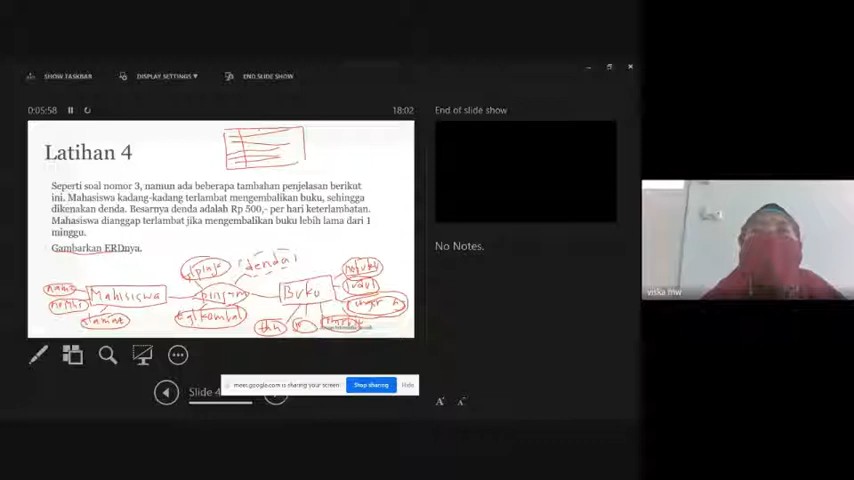 SHOW TASKBAR
DISPLAY SETTINGS ▾
END SLIDE SHOW
0:05:58
18:02
End of slide show
Latihan 4
Seperti soal nomor 3, namun ada beberapa tambahan penjelasan berikut
ini. Mahasiswa kadang-kadang terlambat mengembalikan buku, sehingga
dikenakan denda. Besarnya denda adalah Rp 500,- per hari keterlambatan.
Mahasiswa dianggap terlambat jika mengembalikan buku lebih lama dari 1
minggu.
Gambarkan ERDnya.
No Notes.
denda
nama
Mahasiswa
Buku
judul
alamat
tgl kembali
thn
viska mw
Slide 4
meet.google.com is sharing your screen.
Stop sharing
Hide
A
A